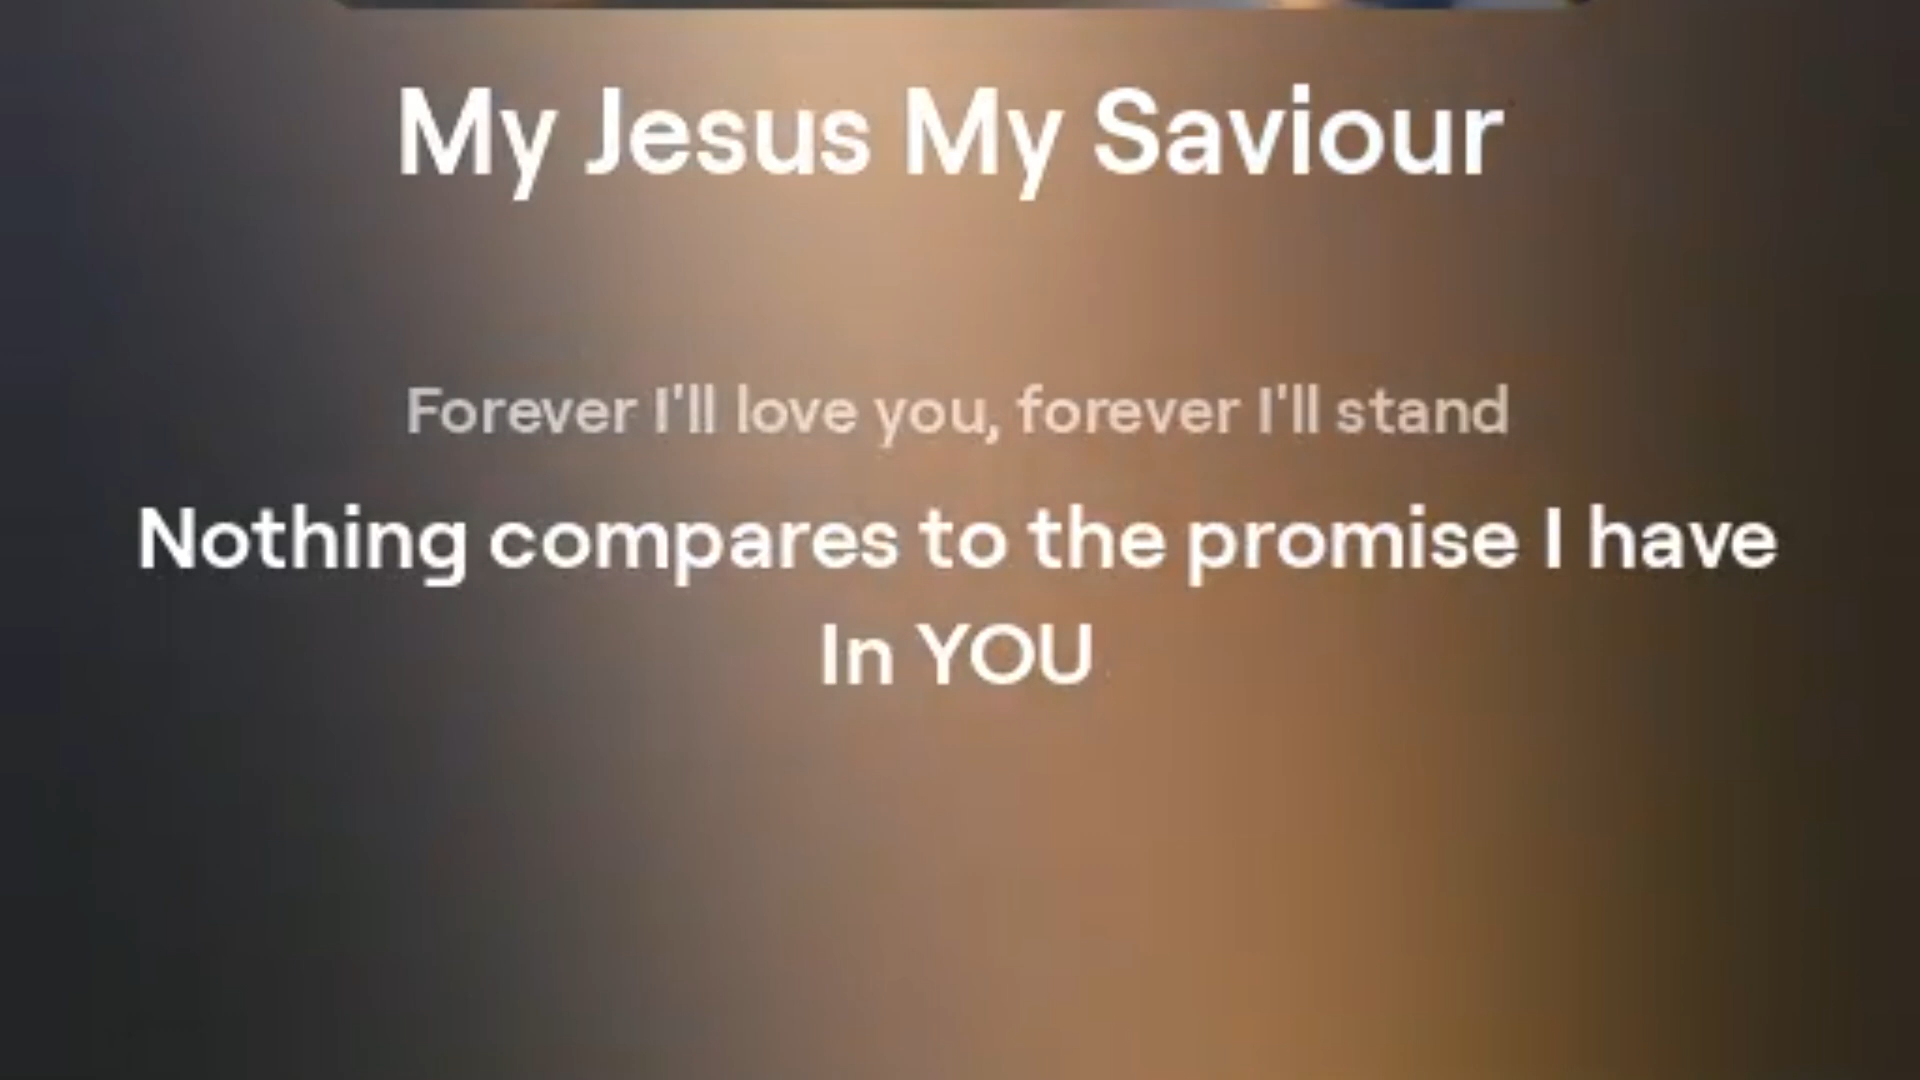 My Jesus My Saviour
Forever I'll love you, forever I'll stand
Nothing compares to the promise I have
In YOU